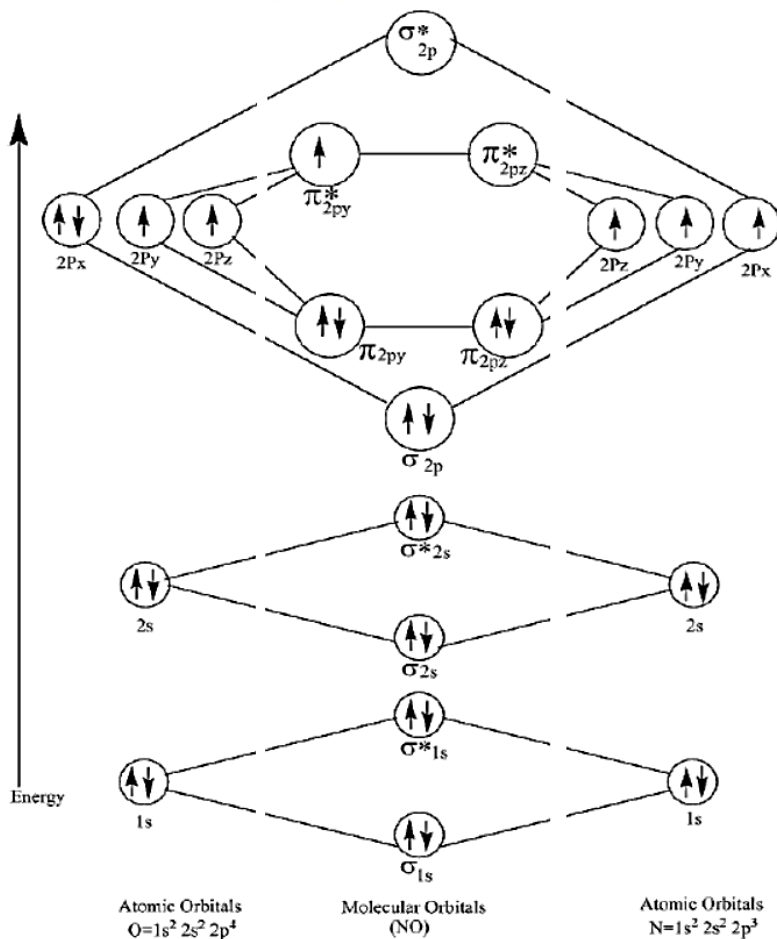 σ*2p
π*2py
π*2pz
2Px
2Py
2Pz
2Pz
2Py
2Px
π2py
π2pz
σ 2p
σ*2s
2s
2s
σ2s
σ*1s
Energy
1s
1s
σ1s
Atomic Orbitals
O=1s² 2s² 2p⁴
Molecular Orbitals
(NO)
Atomic Orbitals
N=1s² 2s² 2p³